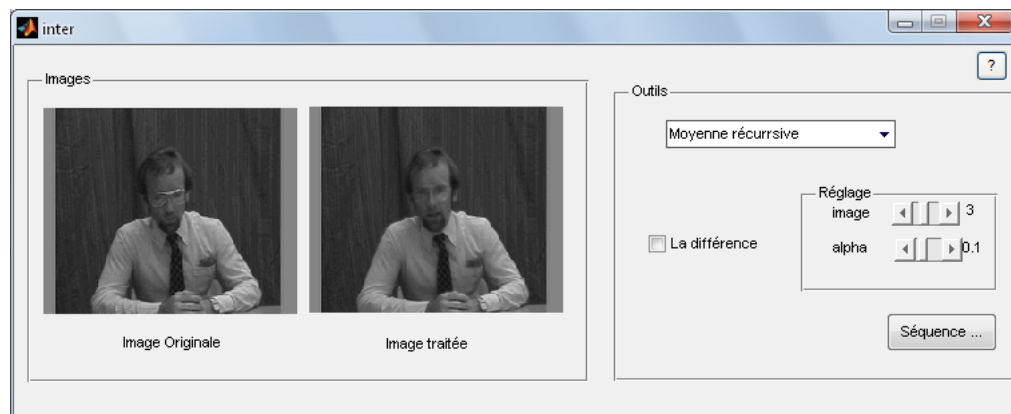 inter
?
Images
Image Originale
Image traitée
Outils
Moyenne récurrsive
La différence
Réglage
image
3
alpha
0.1
Séquence ...